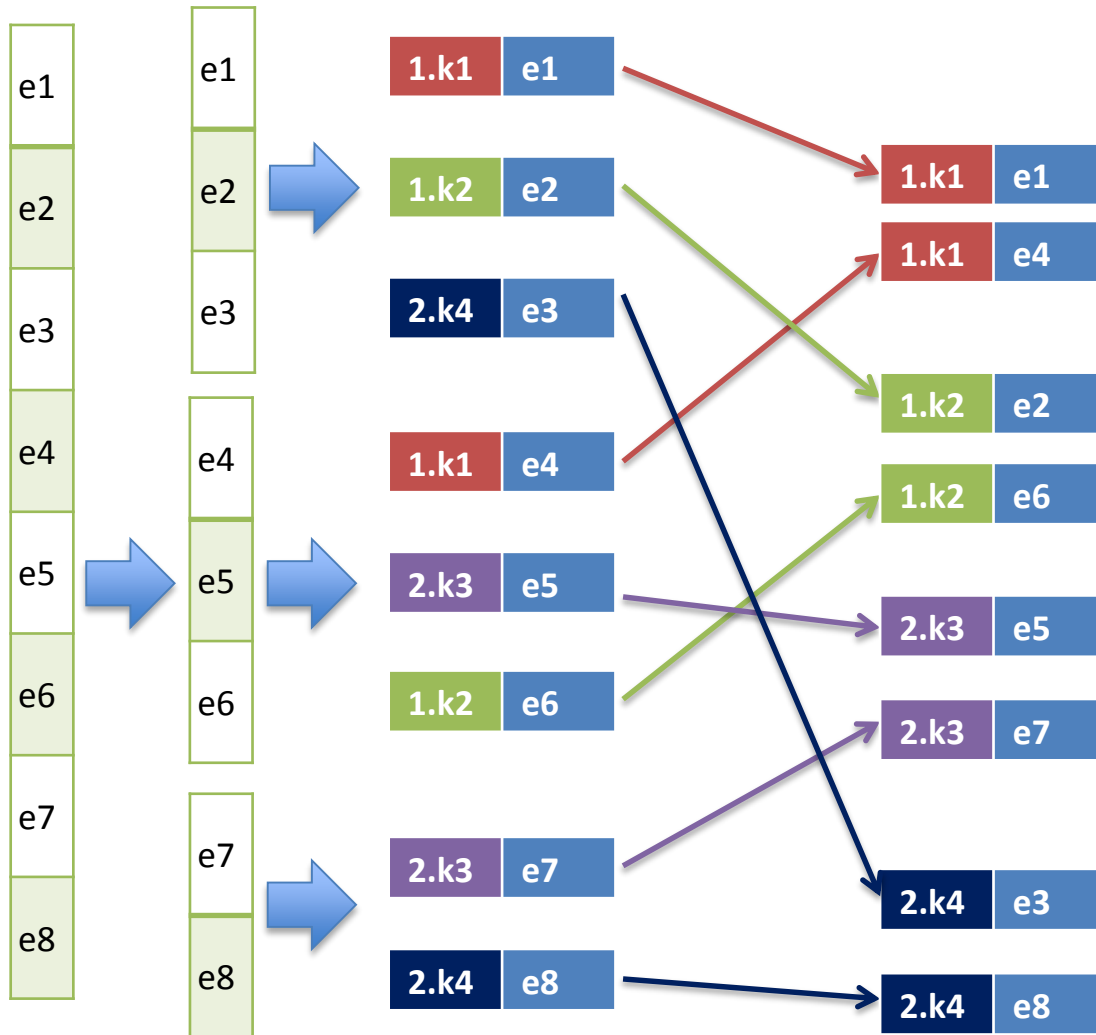 e1
e2
e3
e4
e5
e6
e7
e8
e1
e2
e3
e4
e5
e6
e7
e8
1.k1 e1
1.k2 e2
2.k4 e3
1.k1 e4
2.k3 e5
1.k2 e6
2.k3 e7
2.k4 e8
1.k1 e1
1.k1 e4
1.k2 e2
1.k2 e6
2.k3 e5
2.k3 e7
2.k4 e3
2.k4 e8